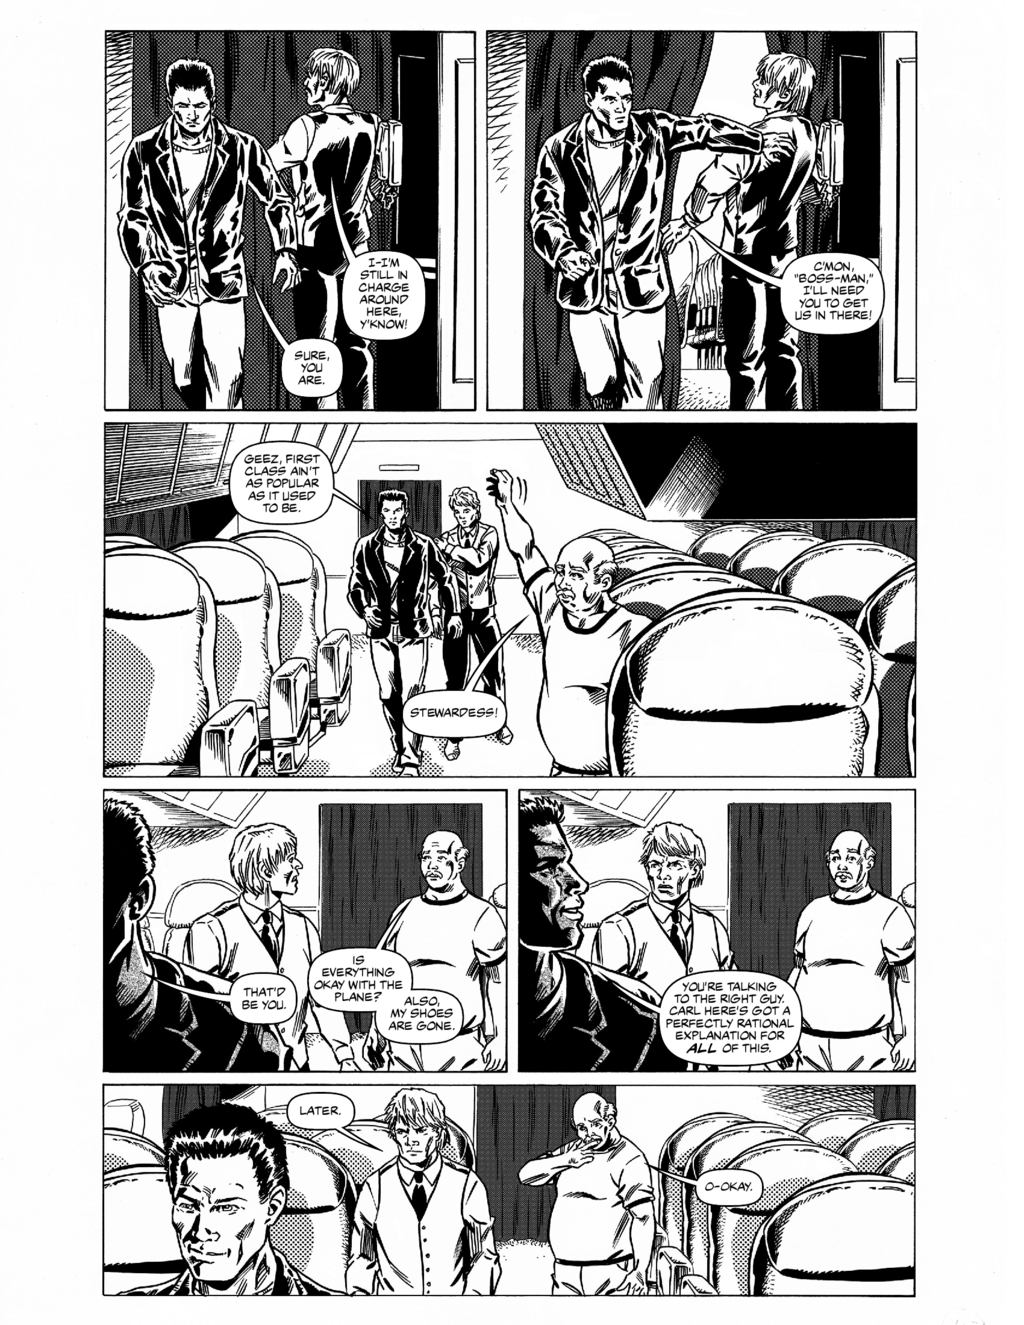 I-I'M
STILL IN
CHARGE
AROUND
HERE,
Y'KNOW!
SURE,
YOU
ARE.
C'MON,
"BOSS-MAN,"
I'LL NEED
YOU TO GET
US IN THERE!
GEEZ, FIRST
CLASS AIN'T
AS POPULAR
AS IT USED
TO BE.
STEWARDESS!
THAT'D
BE YOU.
IS
EVERYTHING
OKAY WITH THE
PLANE?
ALSO,
MY SHOES
ARE GONE.
YOU'RE TALKING
TO THE RIGHT GUY.
CARL HERE'S GOT A
PERFECTLY RATIONAL
EXPLANATION FOR
ALL OF THIS.
LATER.
O-OKAY.